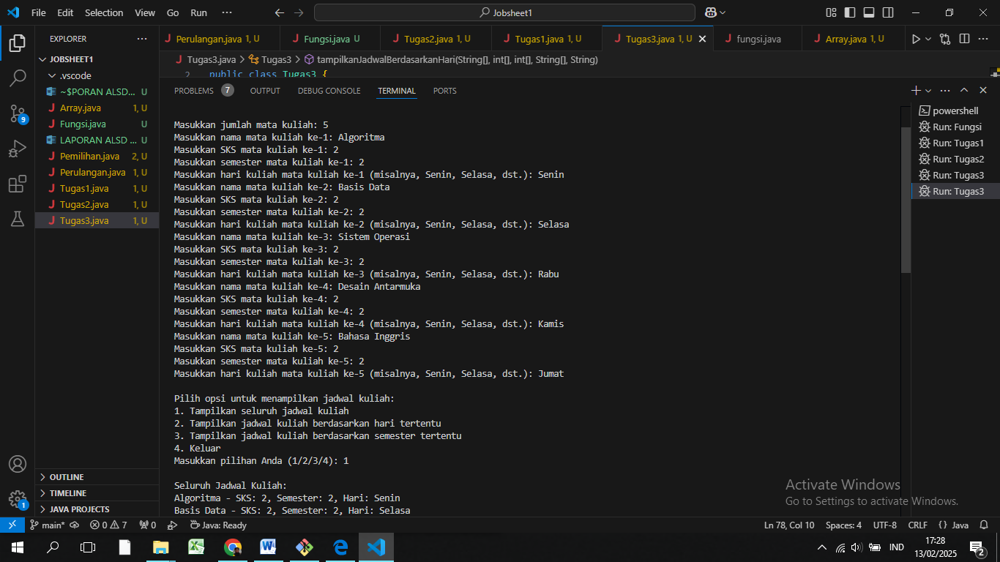 File Edit Selection View Go Run ··· Jobsheet1
EXPLORER ···
JOBSHEET1
.vscode
~$PORAN ALSD... U
Array.java 1, U
Fungsi.java U
LAPORAN ALSD ... U
Pemilihan.java 2, U
Perulangan.java 1, U
Tugas1.java 1, U
Tugas2.java 1, U
Tugas3.java 1, U
OUTLINE
TIMELINE
JAVA PROJECTS
9
1
Perulangan.java 1, U Fungsi.java U Tugas2.java 1, U Tugas1.java 1, U Tugas3.java 1, U fungsi.java Array.java 1, U
Tugas3.java > Tugas3 > tampilkanJadwalBerdasarkanHari(String[], int[], int[], String[], String)
2 public class Tugas3 {
PROBLEMS 7 OUTPUT DEBUG CONSOLE TERMINAL PORTS
Masukkan jumlah mata kuliah: 5
Masukkan nama mata kuliah ke-1: Algoritma
Masukkan SKS mata kuliah ke-1: 2
Masukkan semester mata kuliah ke-1: 2
Masukkan hari kuliah mata kuliah ke-1 (misalnya, Senin, Selasa, dst.): Senin
Masukkan nama mata kuliah ke-2: Basis Data
Masukkan SKS mata kuliah ke-2: 2
Masukkan semester mata kuliah ke-2: 2
Masukkan hari kuliah mata kuliah ke-2 (misalnya, Senin, Selasa, dst.): Selasa
Masukkan nama mata kuliah ke-3: Sistem Operasi
Masukkan SKS mata kuliah ke-3: 2
Masukkan semester mata kuliah ke-3: 2
Masukkan hari kuliah mata kuliah ke-3 (misalnya, Senin, Selasa, dst.): Rabu
Masukkan nama mata kuliah ke-4: Desain Antarmuka
Masukkan SKS mata kuliah ke-4: 2
Masukkan semester mata kuliah ke-4: 2
Masukkan hari kuliah mata kuliah ke-4 (misalnya, Senin, Selasa, dst.): Kamis
Masukkan nama mata kuliah ke-5: Bahasa Inggris
Masukkan SKS mata kuliah ke-5: 2
Masukkan semester mata kuliah ke-5: 2
Masukkan hari kuliah mata kuliah ke-5 (misalnya, Senin, Selasa, dst.): Jumat
Pilih opsi untuk menampilkan jadwal kuliah:
1. Tampilkan seluruh jadwal kuliah
2. Tampilkan jadwal kuliah berdasarkan hari tertentu
3. Tampilkan jadwal kuliah berdasarkan semester tertentu
4. Keluar
Masukkan pilihan Anda (1/2/3/4): 1
Seluruh Jadwal Kuliah:
Algoritma - SKS: 2, Semester: 2, Hari: Senin
Basis Data - SKS: 2, Semester: 2, Hari: Selasa
powershell
Run: Fungsi
Run: Tugas1
Run: Tugas2
Run: Tugas3
Run: Tugas3
Activate Windows
Go to Settings to activate Windows.
main* 0 7 0 Java: Ready Ln 78, Col 10 Spaces: 4 UTF-8 CRLF { } Java
IND 17:28
13/02/2025
2